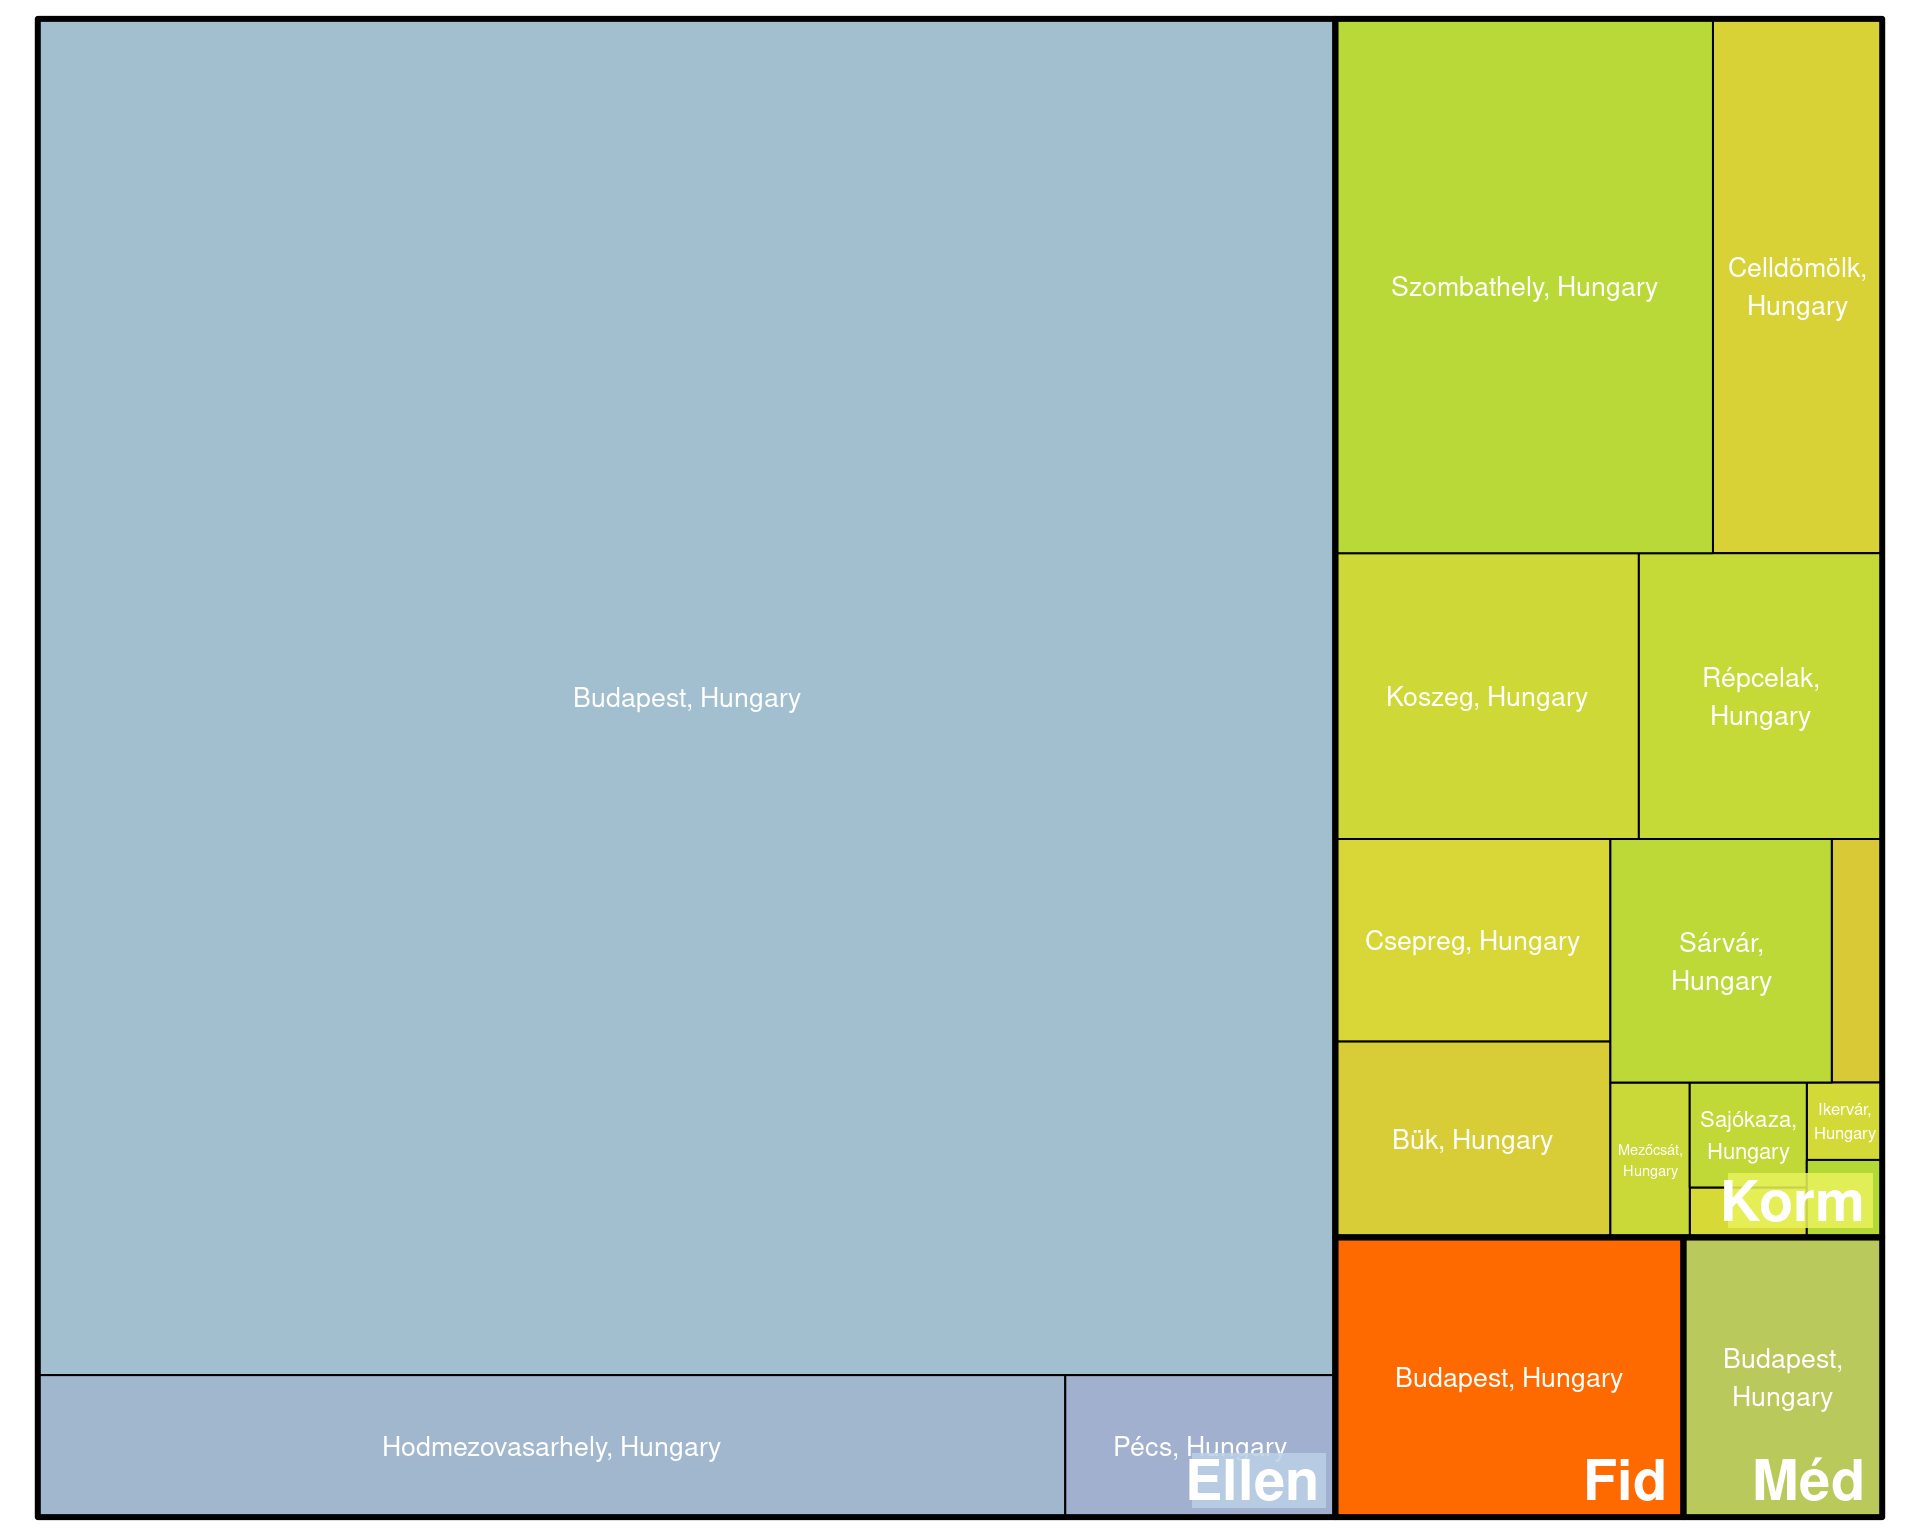 Budapest, Hungary
Hodmezovasarhely, Hungary
Pécs, Hungary
Ellen
Szombathely, Hungary
Celldömölk,
Hungary
Koszeg, Hungary
Répcelak,
Hungary
Csepreg, Hungary
Sárvár,
Hungary
Bük, Hungary
Mezőcsát,
Hungary
Sajókaza,
Hungary
Ikervár,
Hungary
Korm
Budapest, Hungary
Fid
Budapest,
Hungary
Méd